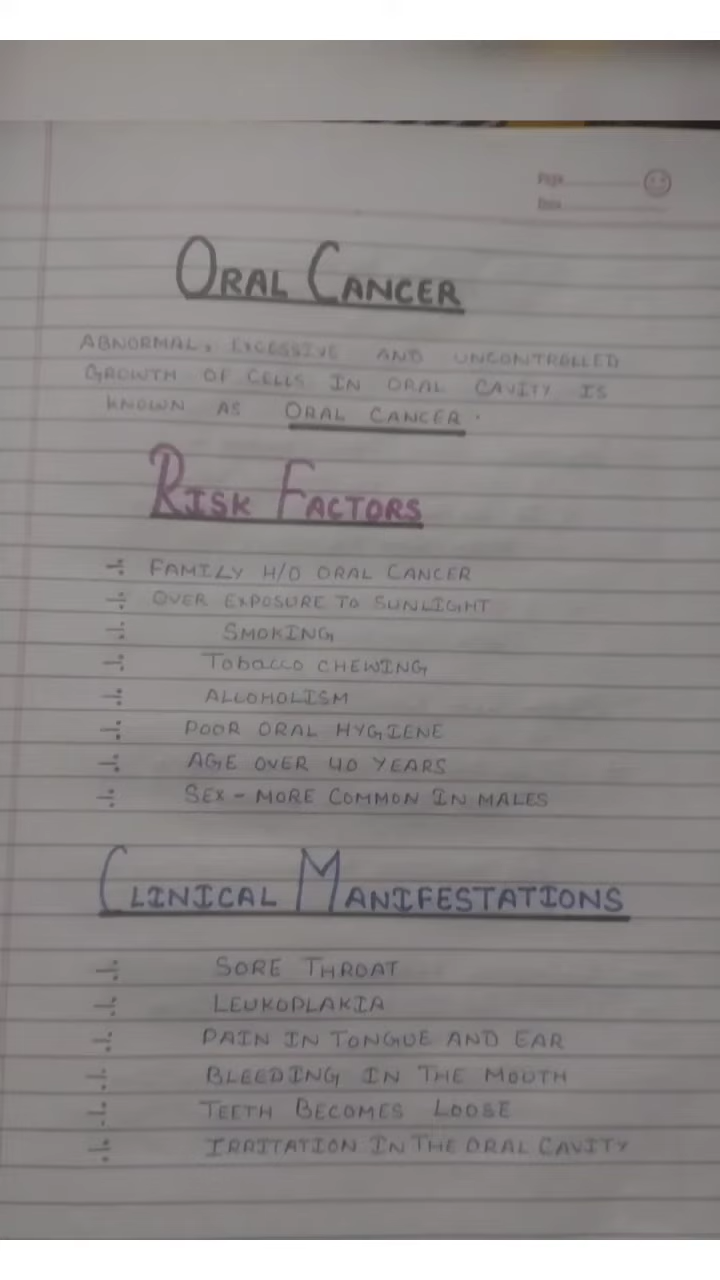 Page
Date
ORAL CANCER
ABNORMAL, EXCESSIVE AND UNCONTROLLED
GROWTH OF CELLS IN ORAL CAVITY IS
KNOWN AS ORAL CANCER.
RISK FACTORS
÷ FAMILY H/O ORAL CANCER
÷ OVER EXPOSURE TO SUNLIGHT
÷ SMOKING
÷ TobaccO CHEWING
÷ ALCOHOLISM
÷ POOR ORAL HYGIENE
÷ AGE OVER 40 YEARS
÷ SEX - MORE COMMON IN MALES
CLINICAL MANIFESTATIONS
÷ SORE THROAT
÷ LEUKOPLAKIA
÷ PAIN IN TONGUE AND EAR
÷ BLEEDING IN THE MOUTH
÷ TEETH BECOMES LOOSE
÷ IRRITATION IN THE ORAL CAVITY